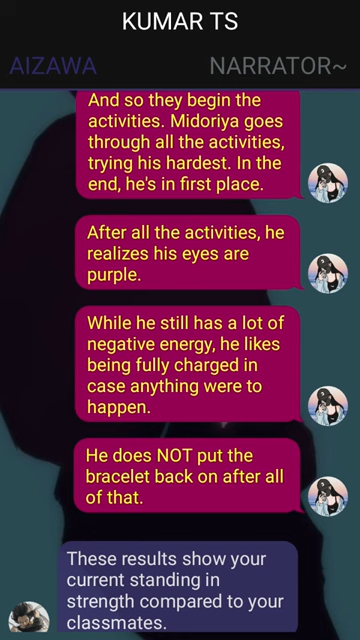 KUMAR TS
AIZAWA NARRATOR~
And so they begin the
activities. Midoriya goes
through all the activities,
trying his hardest. In the
end, he's in first place.
After all the activities, he
realizes his eyes are
purple.
While he still has a lot of
negative energy, he likes
being fully charged in
case anything were to
happen.
He does NOT put the
bracelet back on after all
of that.
These results show your
current standing in
strength compared to your
classmates.